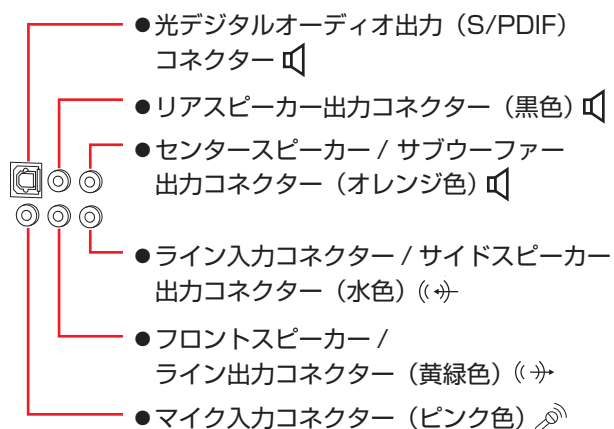 ●光デジタルオーディオ出力（S/PDIF）
コネクター
●リアスピーカー出力コネクター（黒色）
●センタースピーカー / サブウーファー
出力コネクター（オレンジ色）
●ライン入力コネクター / サイドスピーカー
出力コネクター（水色）
●フロントスピーカー /
ライン出力コネクター（黄緑色）
●マイク入力コネクター（ピンク色）